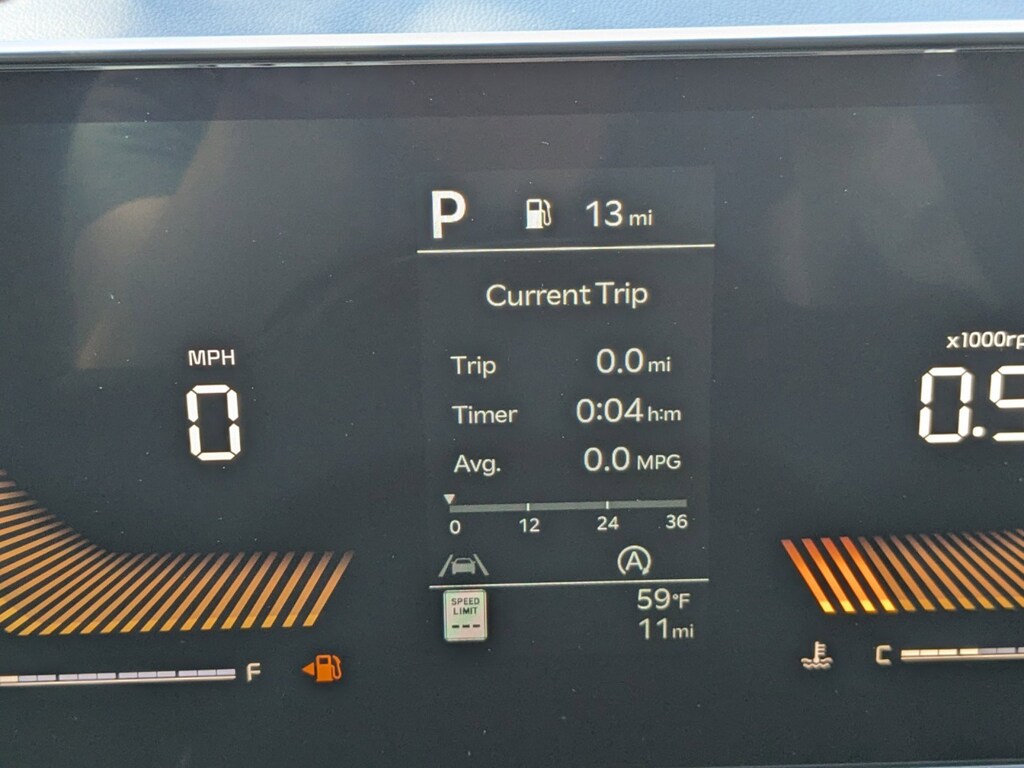 P 13 mi
Current Trip
MPH
0
x1000rp
0.5
Trip 0.0 mi
Timer 0:04 h:m
Avg. 0.0 MPG
0 12 24 36
A
SPEED LIMIT
---
59°F
11 mi
F
C